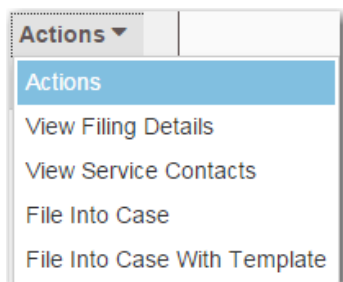 Actions
Actions
View Filing Details
View Service Contacts
File Into Case
File Into Case With Template